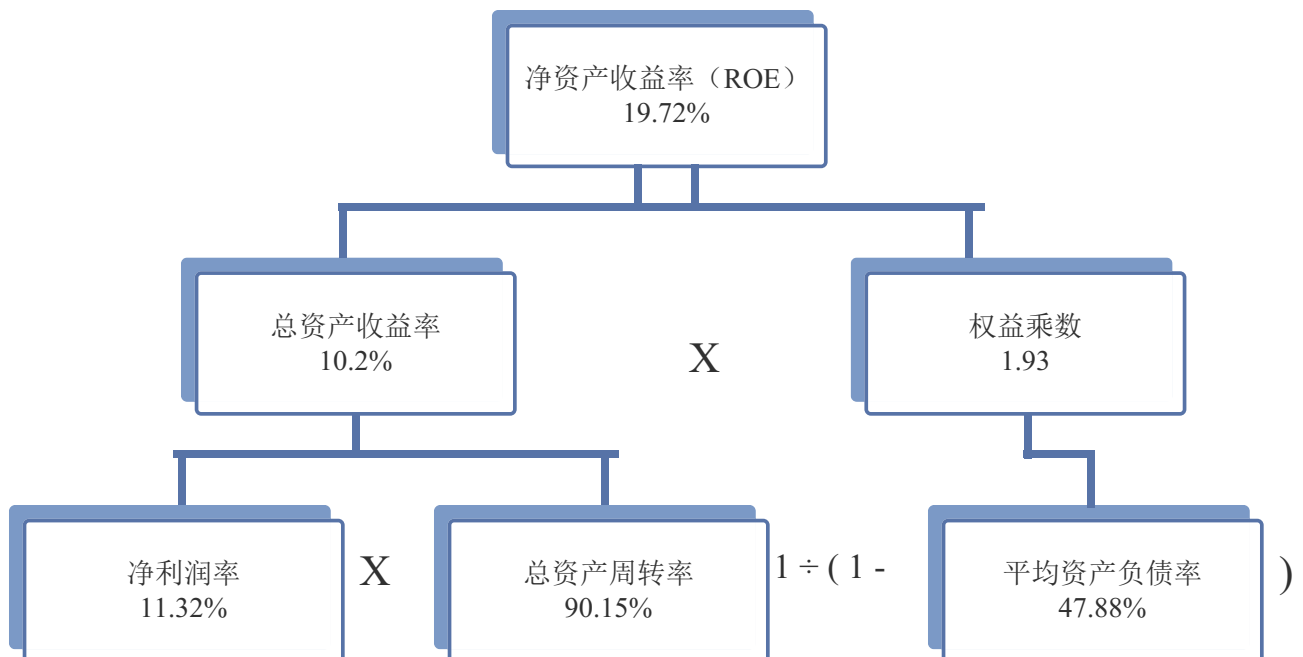 净资产收益率（ROE）
19.72%
总资产收益率
10.2%
X
权益乘数
1.93
净利润率
11.32%
X
总资产周转率
90.15%
1 ÷ ( 1 -
平均资产负债率
47.88%
)